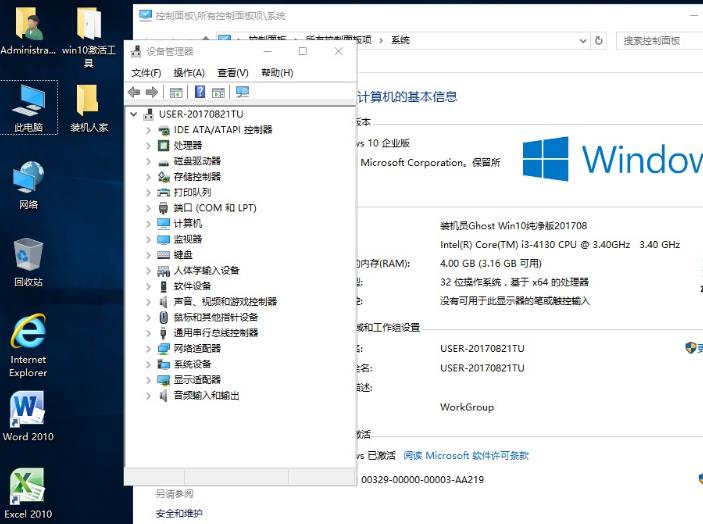 Administra...
win10激活工具
此电脑
装机人家
网络
回收站
Internet Explorer
Word 2010
Excel 2010
控制面板\所有控制面板项\系统
控制面板 › 所有控制面板项 › 系统
搜索控制面板
设备管理器
文件(F) 操作(A) 查看(V) 帮助(H)
USER-20170821TU
IDE ATA/ATAPI 控制器
处理器
磁盘驱动器
存储控制器
打印队列
端口 (COM 和 LPT)
计算机
监视器
键盘
人体学输入设备
软件设备
声音、视频和游戏控制器
鼠标和其他指针设备
通用串行总线控制器
网络适配器
系统设备
显示适配器
音频输入和输出
计算机的基本信息
版本
ws 10 企业版
Microsoft Corporation。保留所
Window
装机员Ghost Win10纯净版201708
Intel(R) Core(TM) i3-4130 CPU @ 3.40GHz 3.40 GHz
的内存(RAM): 4.00 GB (3.16 GB 可用)
型: 32 位操作系统，基于 x64 的处理器
没有可用于此显示器的笔或触控输入
域和工作组设置
名: USER-20170821TU
全名: USER-20170821TU
描述:
WorkGroup
激活
ws 已激活 阅读 Microsoft 软件许可条款
00329-00000-00003-AA219
另请参阅
安全和维护